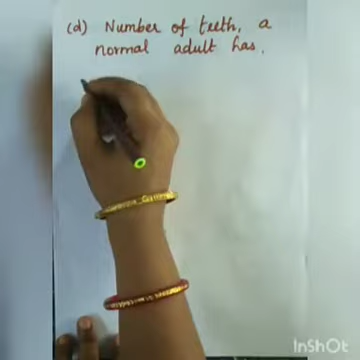 (d) Number of teeth, a
normal adult has.
InShOt